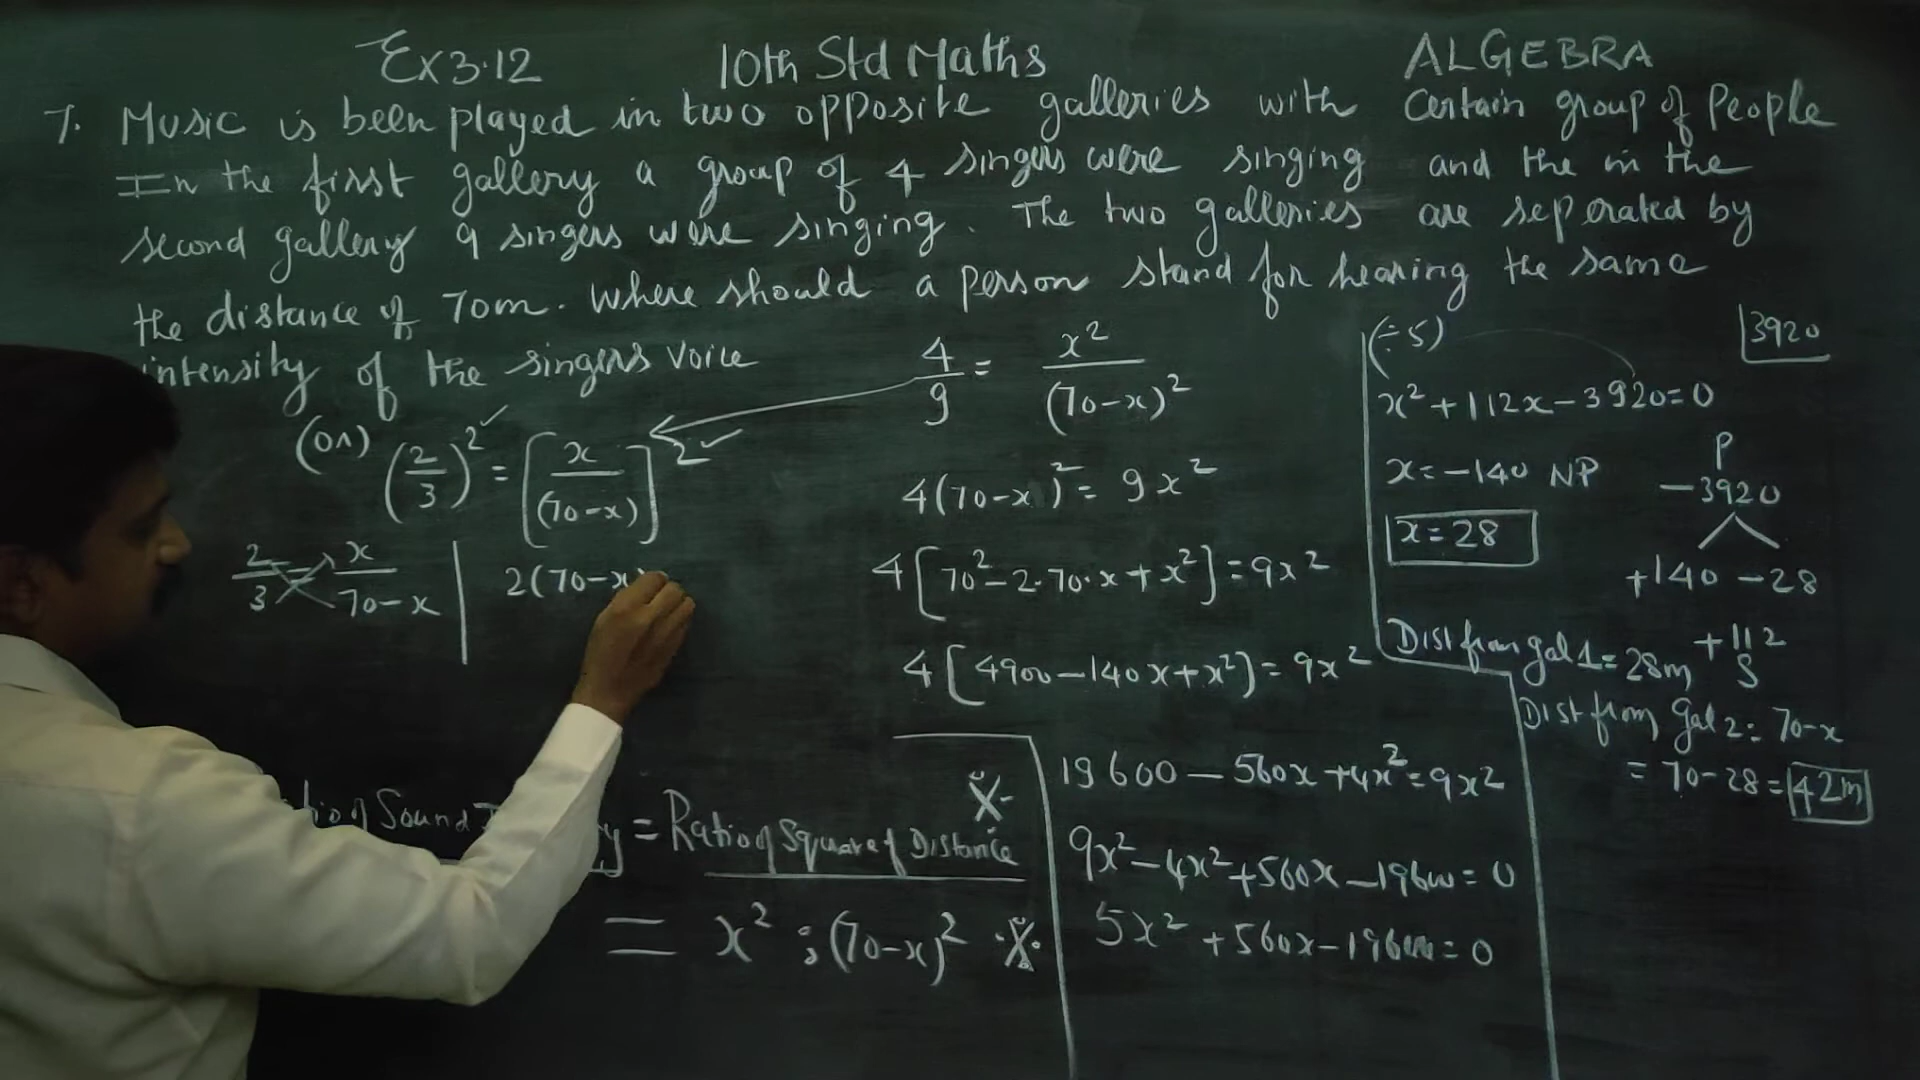 Ex 3.12 10th Std Maths ALGEBRA
7. Music is been played in two opposite galleries with certain group of People
In the first gallery a group of 4 singers were singing and the in the
second gallery 9 singers were singing. The two galleries are seperated by
the distance of 70m. Where should a person stand for hearing the same
intensity of the singers voice
(or) (2/3)² = [x/(70-x)]²
2/3 = x/70-x
2(70-x)
Sound
= Ratio of Square of Distance
= x² : (70-x)²
4/9 = x²/(70-x)²
4(70-x)² = 9x²
4[70²-2·70·x+x²] = 9x²
4[4900-140x+x²] = 9x²
19600-560x+4x² = 9x²
9x²-4x²+560x-19600 = 0
5x²+560x-19600 = 0
(÷5)
3920
x²+112x-3920=0
x=-140 NP
x=28
P
-3920
+140 -28
+112
S
Dist from gal 1 = 28m
Dist from gal 2 = 70-x
= 70-28 = 42m